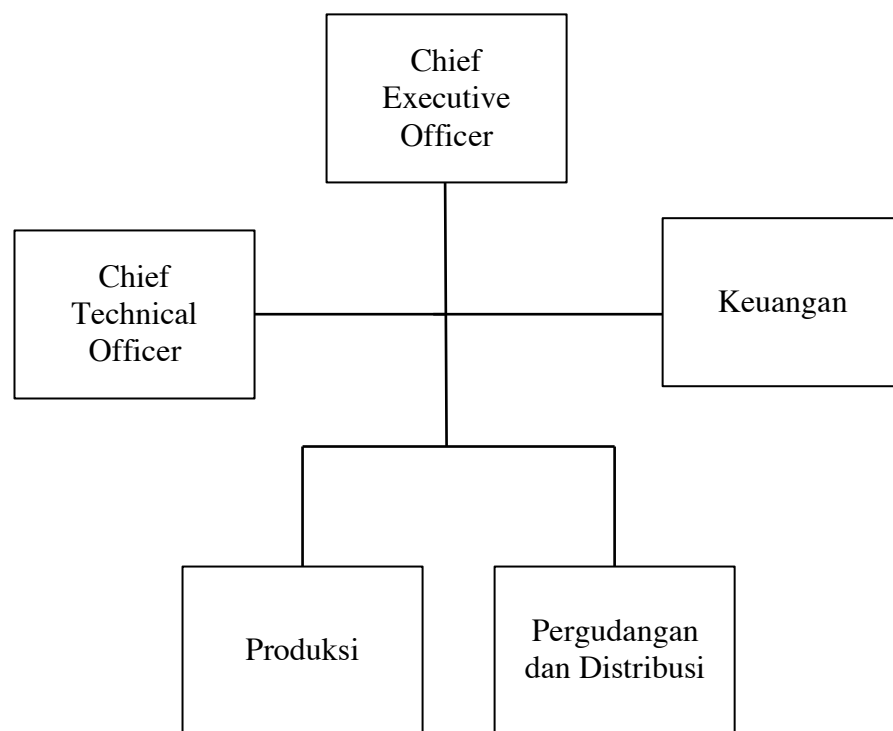 Chief
Executive
Officer
Chief
Technical
Officer
Keuangan
Produksi
Pergudangan
dan Distribusi